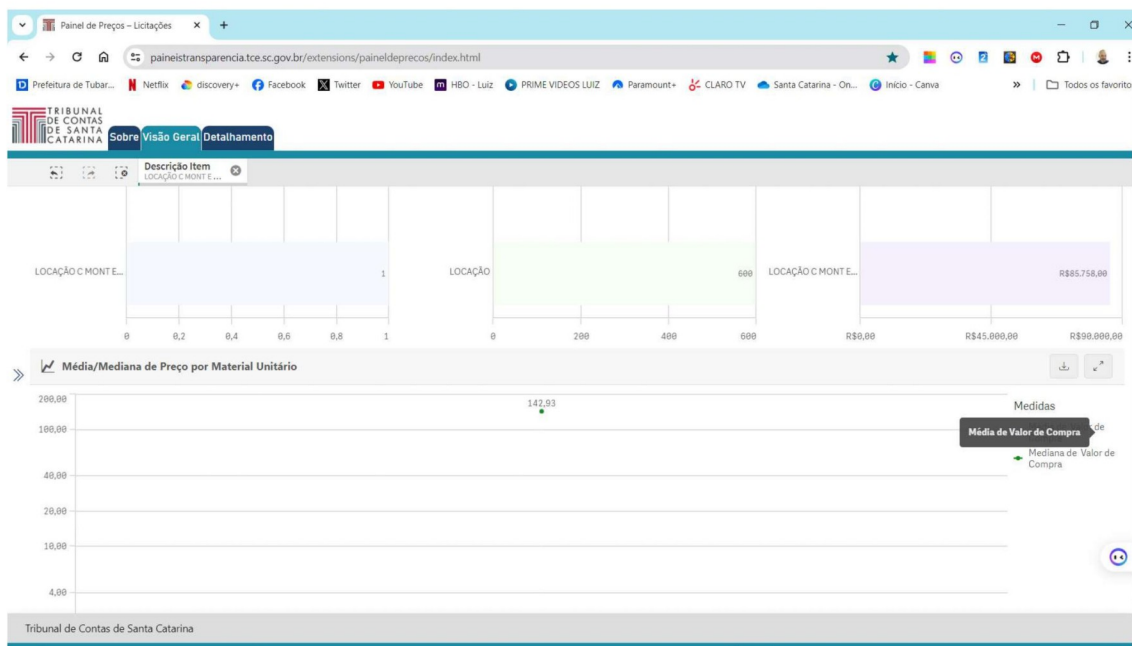 Painel de Preços – Licitações
paineistransparencia.tce.sc.gov.br/extensions/paineldeprecos/index.html
Prefeitura de Tubar... Netflix discovery+ Facebook Twitter YouTube HBO - Luiz PRIME VIDEOS LUIZ Paramount+ CLARO TV Santa Catarina - On... Início - Canva » Todos os favorito
TRIBUNAL
DE CONTAS
DE SANTA
CATARINA
Sobre Visão Geral Detalhamento
Descrição Item
LOCAÇÃO C MONT E ...
LOCAÇÃO C MONT E... 1
0 0,2 0,4 0,6 0,8 1
LOCAÇÃO 600
0 200 400 600
LOCAÇÃO C MONT E... R$85.758,00
R$0,00 R$45.000,00 R$90.000,00
Média/Mediana de Preço por Material Unitário
200,00
100,00
40,00
20,00
10,00
4,00
142,93
Medidas
Média de Valor de Compra
de
Mediana de Valor de
Compra
Tribunal de Contas de Santa Catarina